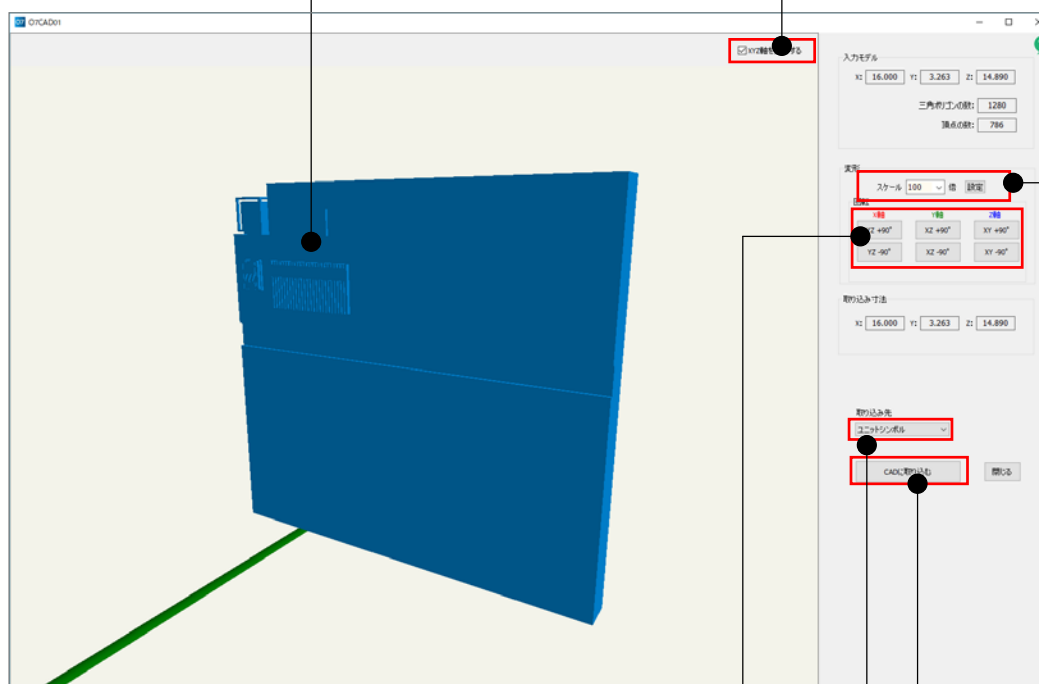 O7 O7CAD01
XYZ軸を する
入力モデル
X: 16.000 Y: 3.263 Z: 14.890
三角ポリゴンの数: 1280
頂点の数: 786
変形
スケール 100 倍 設定
回転
X軸 Y軸 Z軸
YZ +90° XZ +90° XY +90°
YZ -90° XZ -90° XY -90°
取り込み寸法
X: 16.000 Y: 3.263 Z: 14.890
取り込み先
ユニットシンボル
CADに取り込む 閉じる